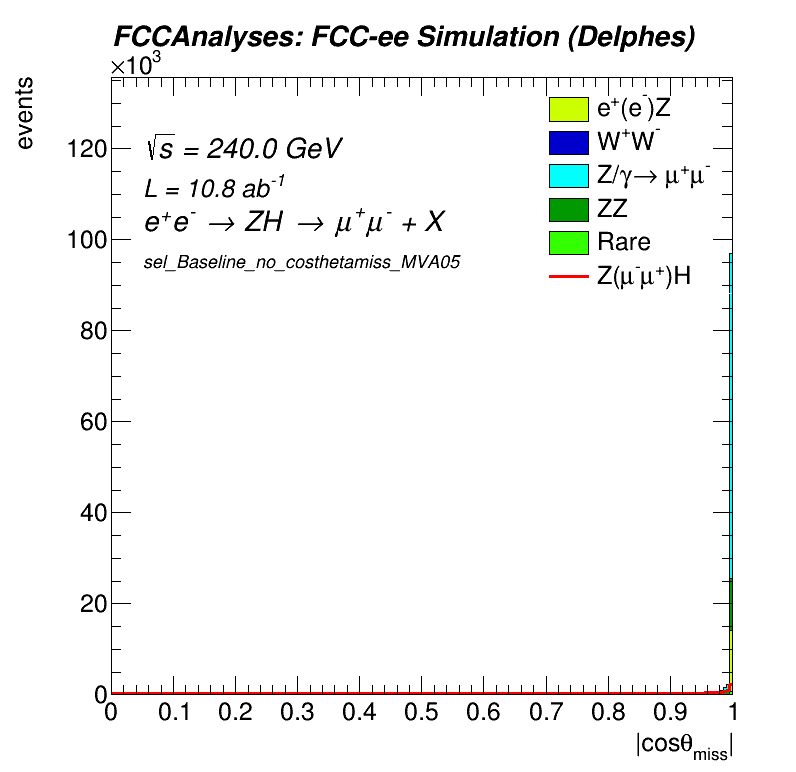 FCCAnalyses: FCC-ee Simulation (Delphes)
×10³
events
√s = 240.0 GeV
L = 10.8 ab⁻¹
e⁺e⁻ → ZH → μ⁺μ⁻ + X
sel_Baseline_no_costhetamiss_MVA05
e⁺(e⁻)Z
W⁺W⁻
Z/γ→ μ⁺μ⁻
ZZ
Rare
Z(μ⁻μ⁺)H
120
100
80
60
40
20
0
0 0.1 0.2 0.3 0.4 0.5 0.6 0.7 0.8 0.9 1
|cosθ_miss|